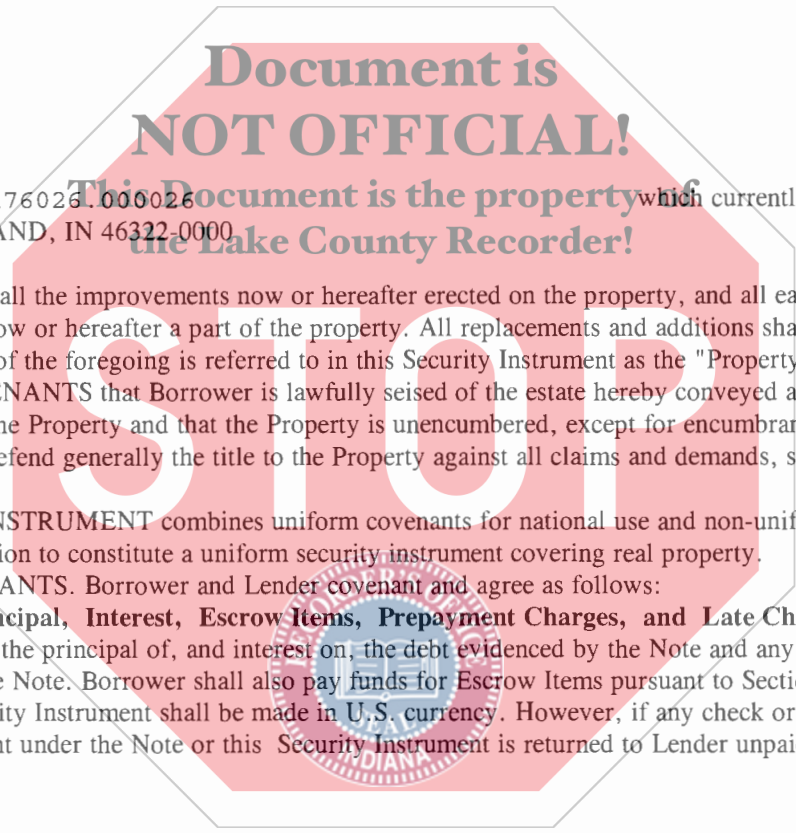 Document is
NOT OFFICIAL!
This Document is the property of
the Lake County Recorder!
76026.000026 which currentl
AND, IN 46322-0000
all the improvements now or hereafter erected on the property, and all ea
ow or hereafter a part of the property. All replacements and additions sha
of the foregoing is referred to in this Security Instrument as the "Property
NANTS that Borrower is lawfully seised of the estate hereby conveyed a
he Property and that the Property is unencumbered, except for encumbran
efend generally the title to the Property against all claims and demands, s
STOP
NSTRUMENT combines uniform covenants for national use and non-unif
ion to constitute a uniform security instrument covering real property.
ANTS. Borrower and Lender covenant and agree as follows:
ncipal, Interest, Escrow Items, Prepayment Charges, and Late Ch
the principal of, and interest on, the debt evidenced by the Note and any
e Note. Borrower shall also pay funds for Escrow Items pursuant to Secti
ity Instrument shall be made in U.S. currency. However, if any check or
nt under the Note or this Security Instrument is returned to Lender unpai
RECORDER'S OFFICE
SEAL
INDIANA